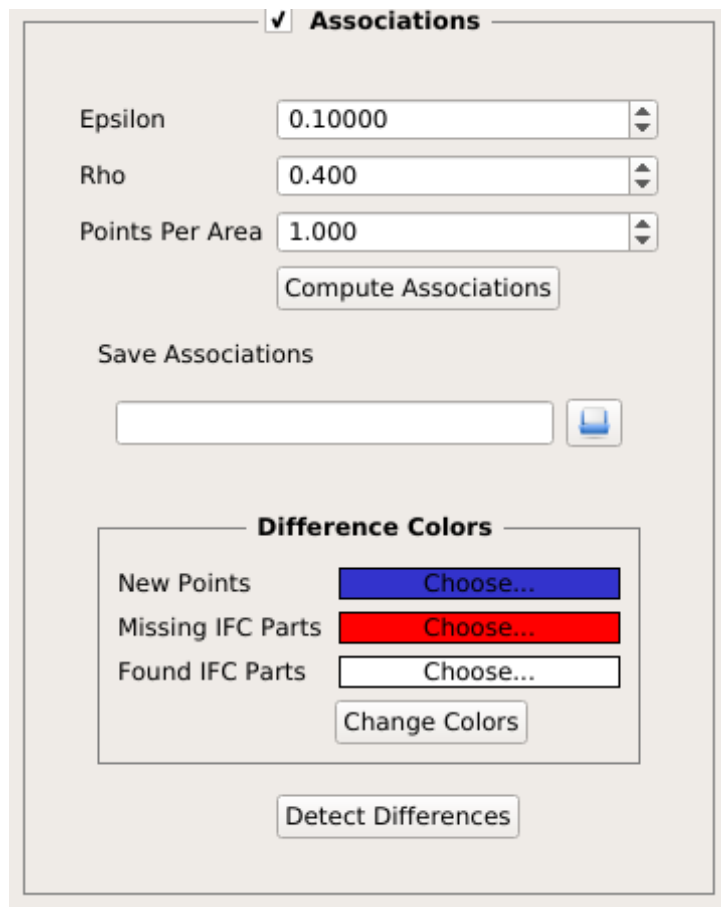 Associations
Epsilon 0.10000
Rho 0.400
Points Per Area 1.000
Compute Associations
Save Associations
Difference Colors
New Points Choose...
Missing IFC Parts Choose...
Found IFC Parts Choose...
Change Colors
Detect Differences